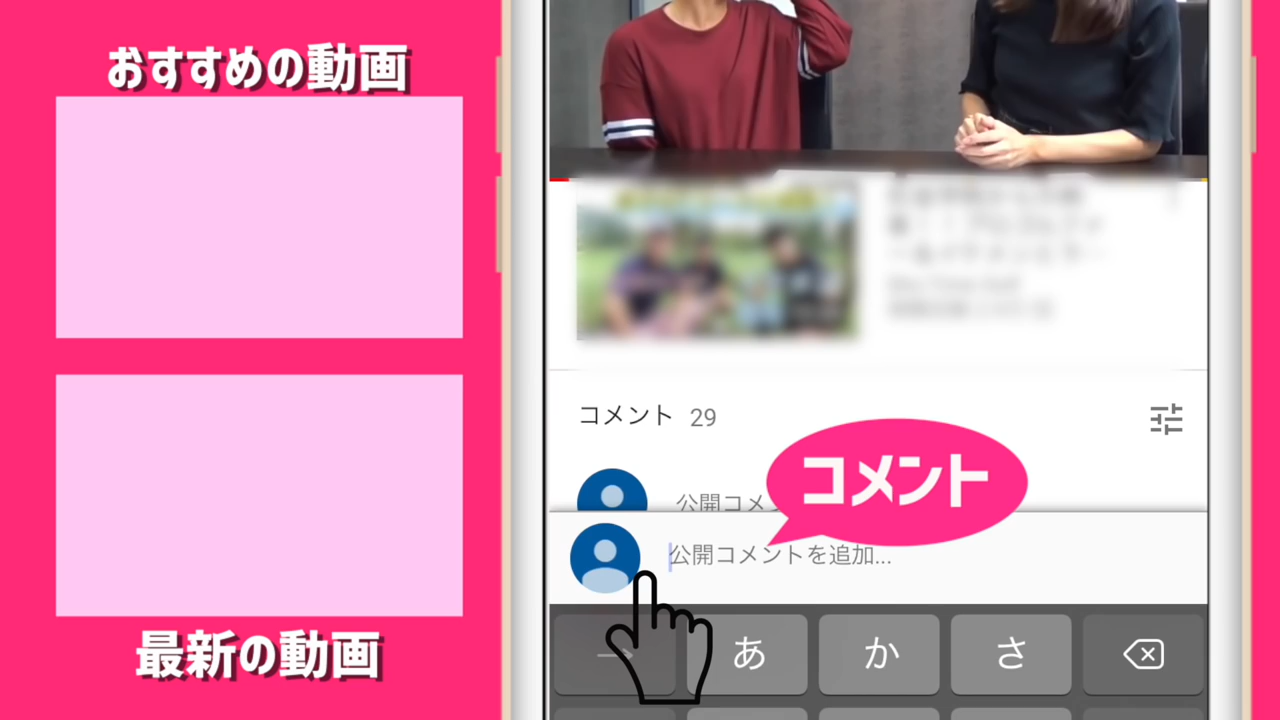 おすすめの動画
最新の動画
コメント 29
コメント
公開コメ
公開コメントを追加...
あ
か
さ